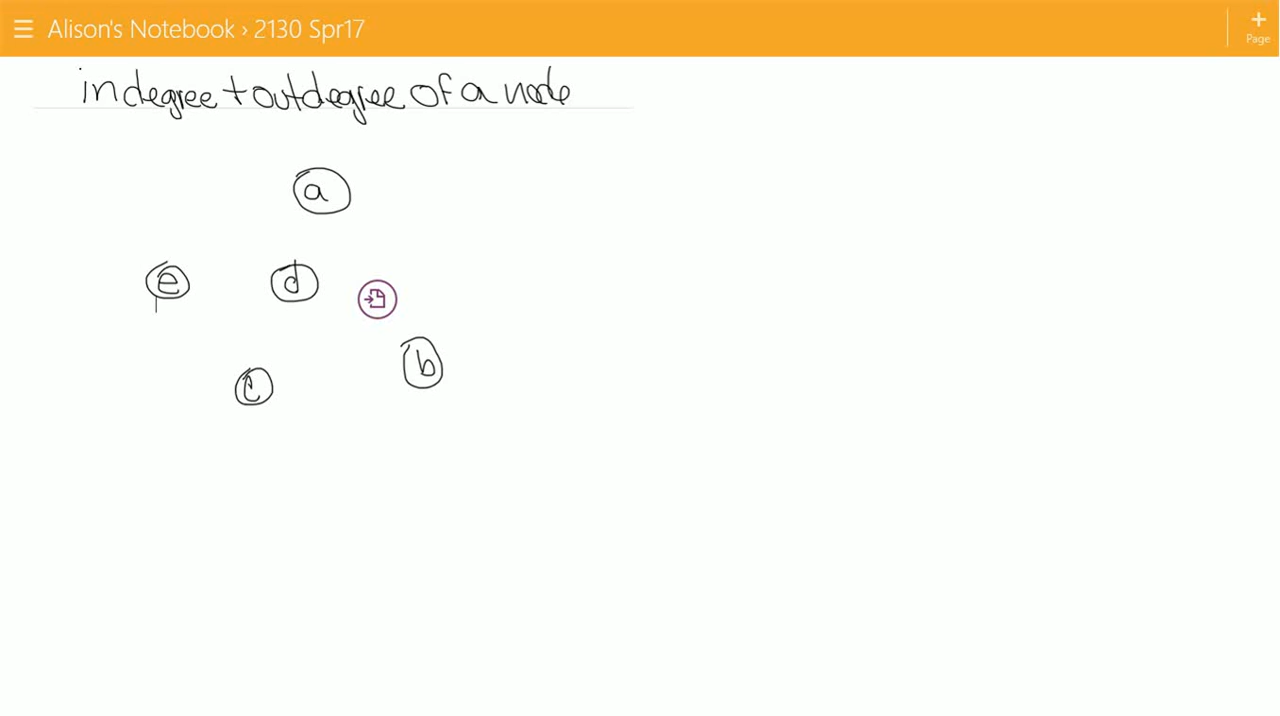 Alison's Notebook › 2130 Spr17
Page
indegree + outdegree of a node
a
e
d
b
c